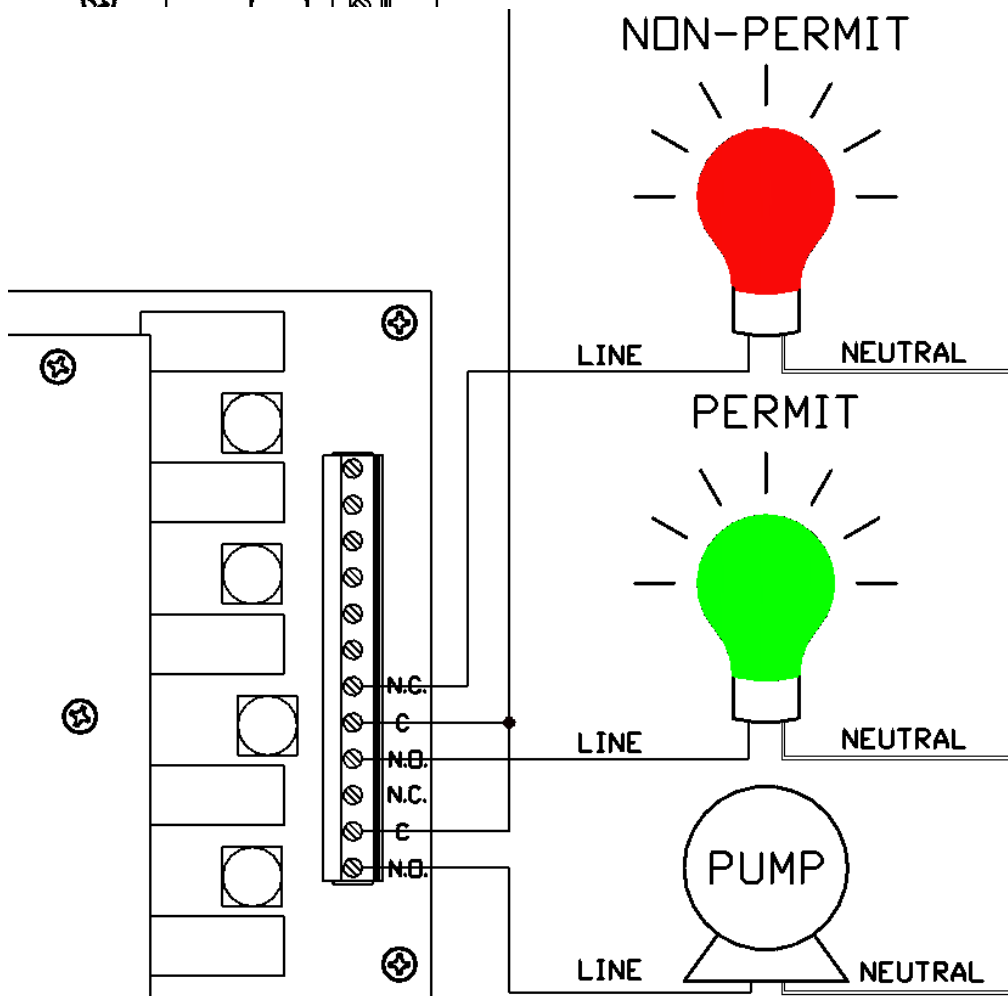 NON-PERMIT
LINE
NEUTRAL
PERMIT
N.C.
C
N.O.
LINE
NEUTRAL
N.C.
C
N.O.
PUMP
LINE
NEUTRAL